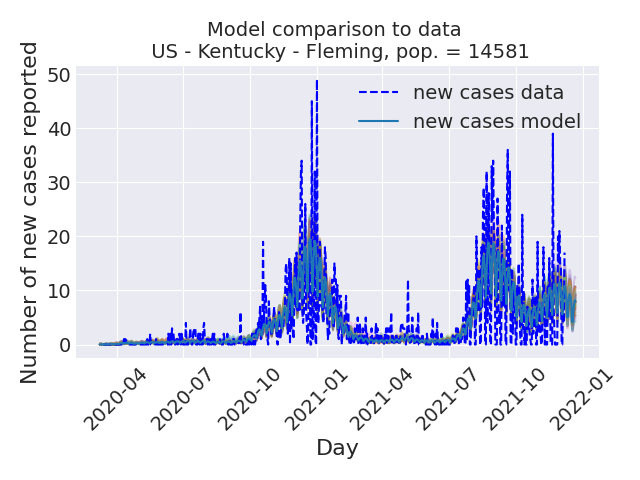 Model comparison to data
US - Kentucky - Fleming, pop. = 14581
Number of new cases reported
50
40
30
20
10
0
new cases data
new cases model
2020-04
2020-07
2020-10
2021-01
2021-04
2021-07
2021-10
2022-01
Day